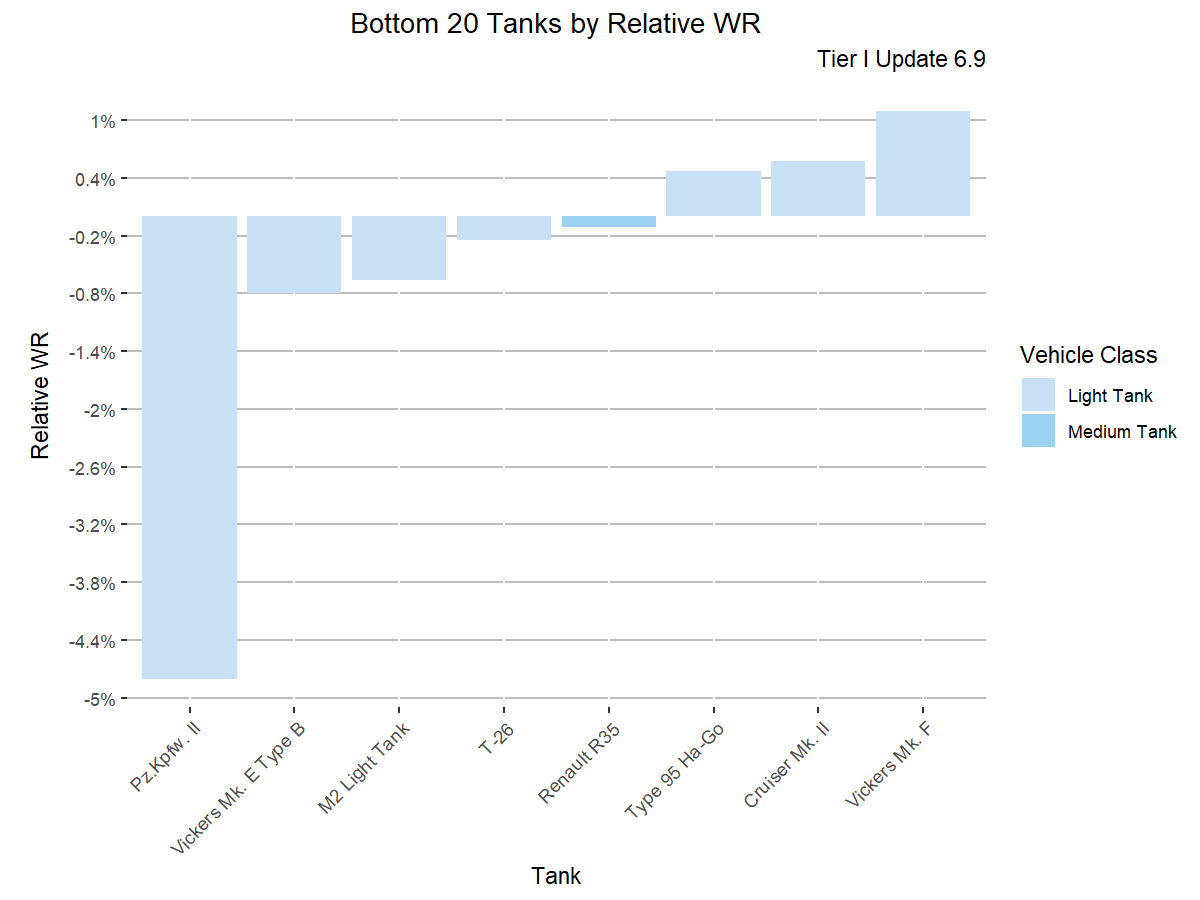 Bottom 20 Tanks by Relative WR
Tier I Update 6.9
1%
0.4%
-0.2%
-0.8%
-1.4%
-2%
-2.6%
-3.2%
-3.8%
-4.4%
-5%
Relative WR
Pz.Kpfw. II
Vickers Mk. E Type B
M2 Light Tank
T-26
Renault R35
Type 95 Ha-Go
Cruiser Mk. II
Vickers Mk. F
Tank
Vehicle Class
Light Tank
Medium Tank